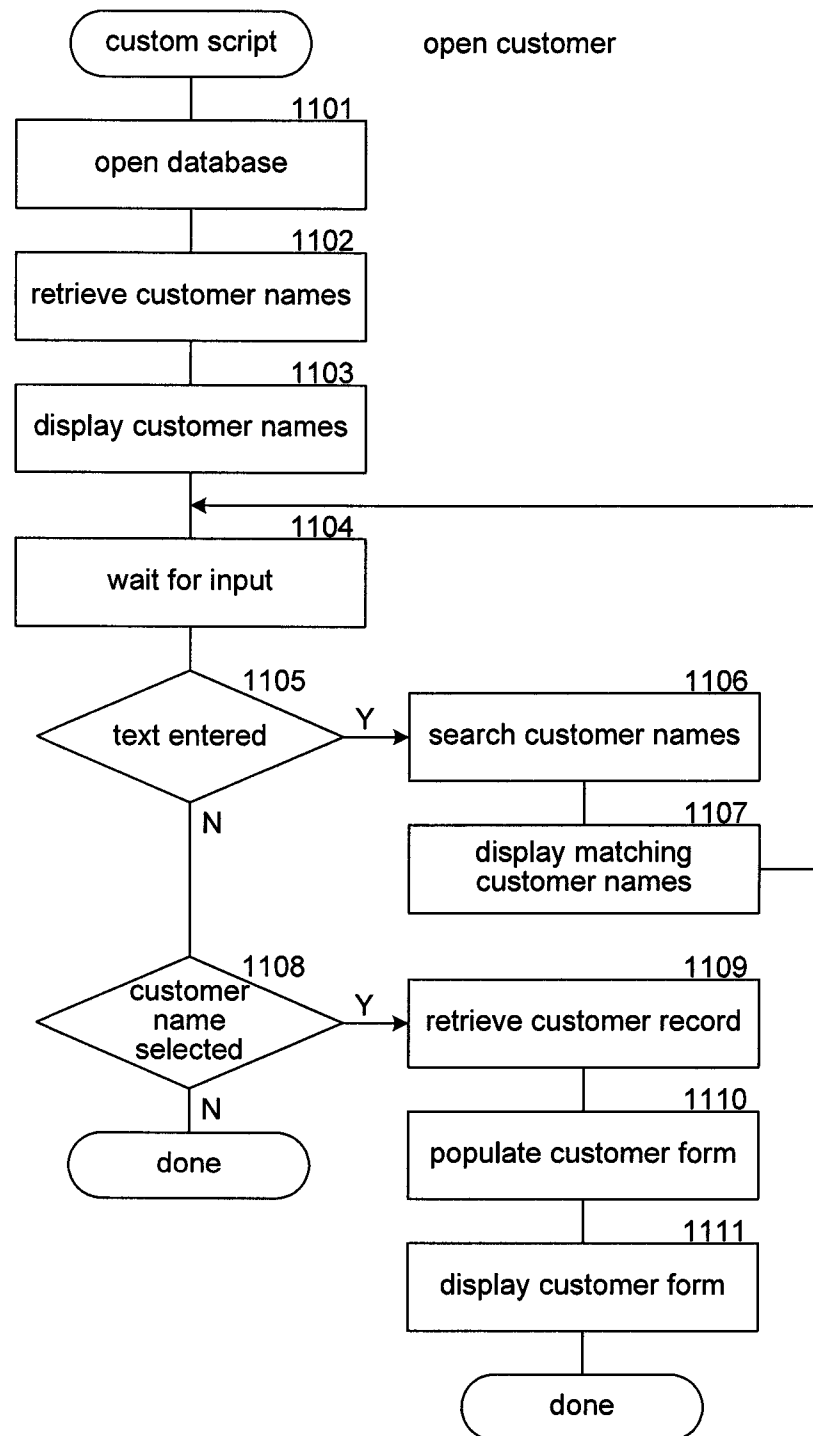 custom script
open customer
1101
open database
1102
retrieve customer names
1103
display customer names
1104
wait for input
1105
text entered
Y
N
1106
search customer names
1107
display matching
customer names
1108
customer
name
selected
Y
N
done
1109
retrieve customer record
1110
populate customer form
1111
display customer form
done